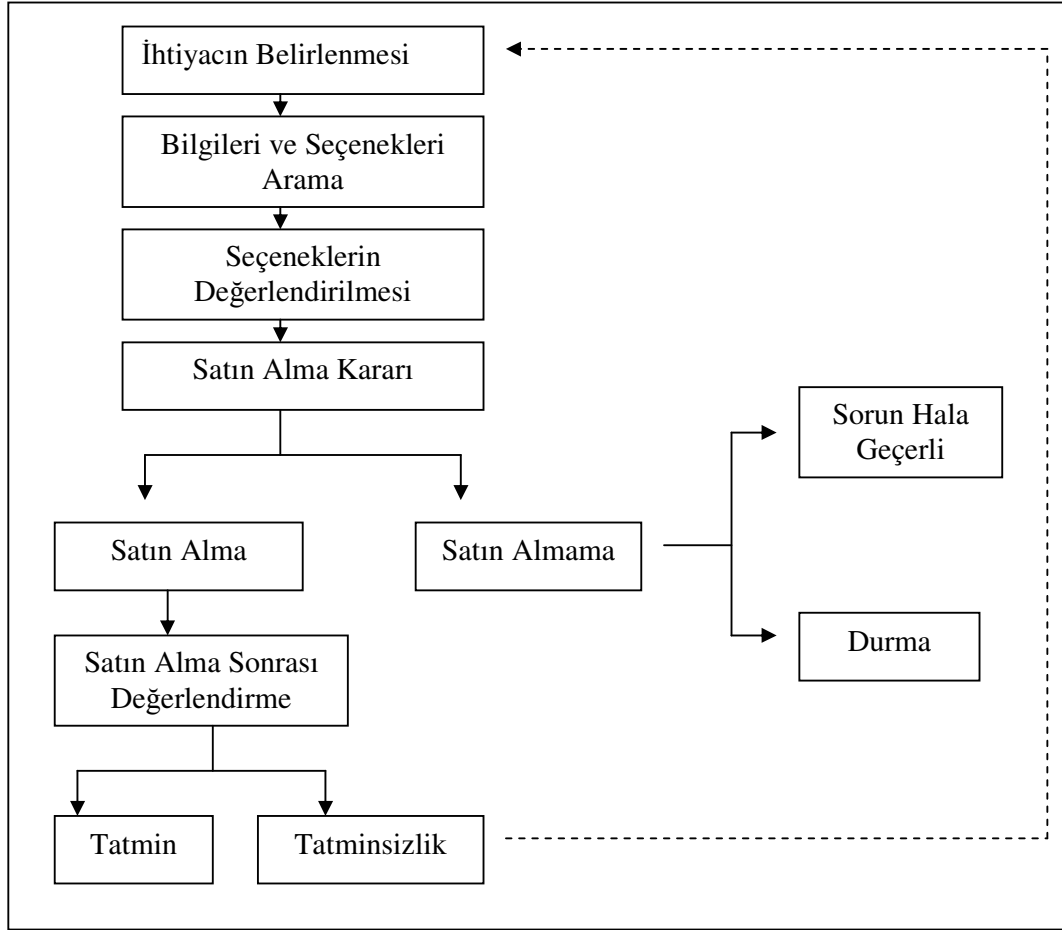 İhtiyacın Belirlenmesi
Bilgileri ve Seçenekleri
Arama
Seçeneklerin
Değerlendirilmesi
Satın Alma Kararı
Sorun Hala
Geçerli
Satın Alma
Satın Almama
Durma
Satın Alma Sonrası
Değerlendirme
Tatmin
Tatminsizlik